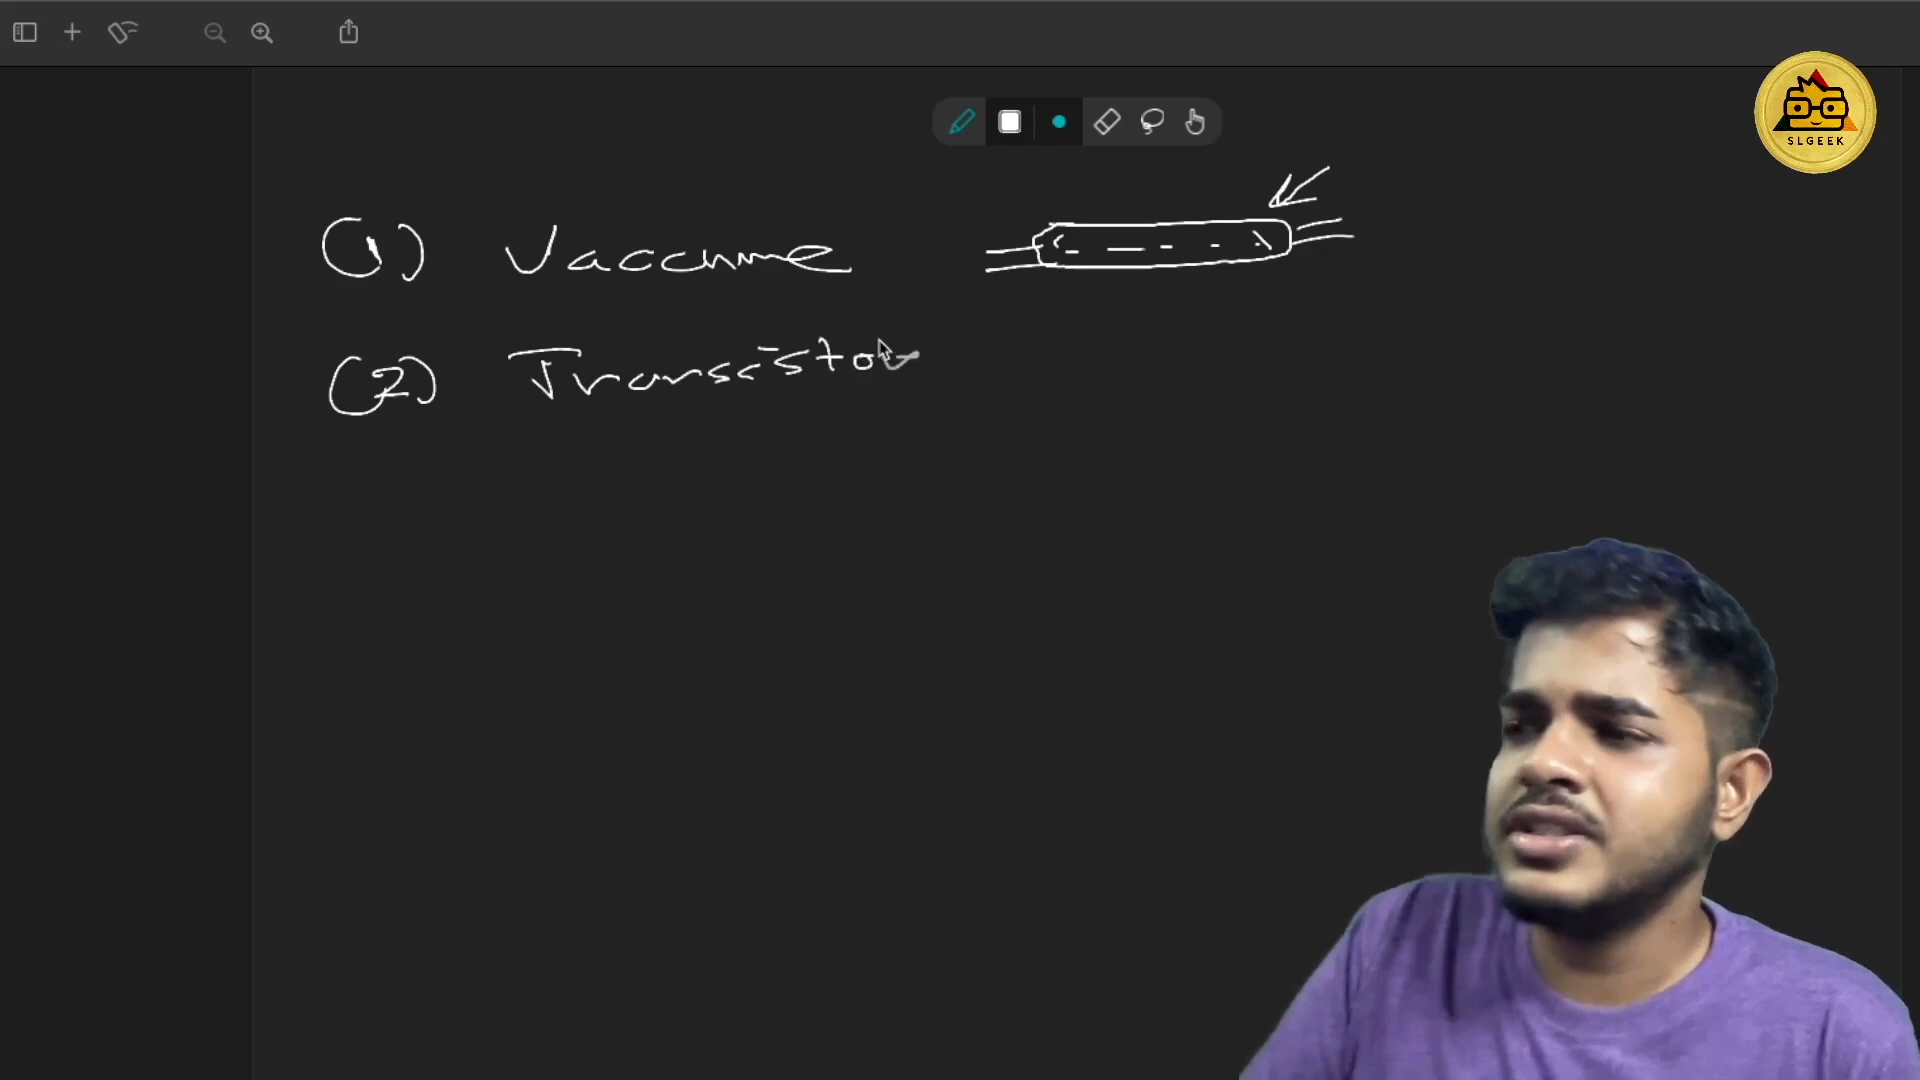 SLGEEK
(1) Vaccume
(2) Transistor